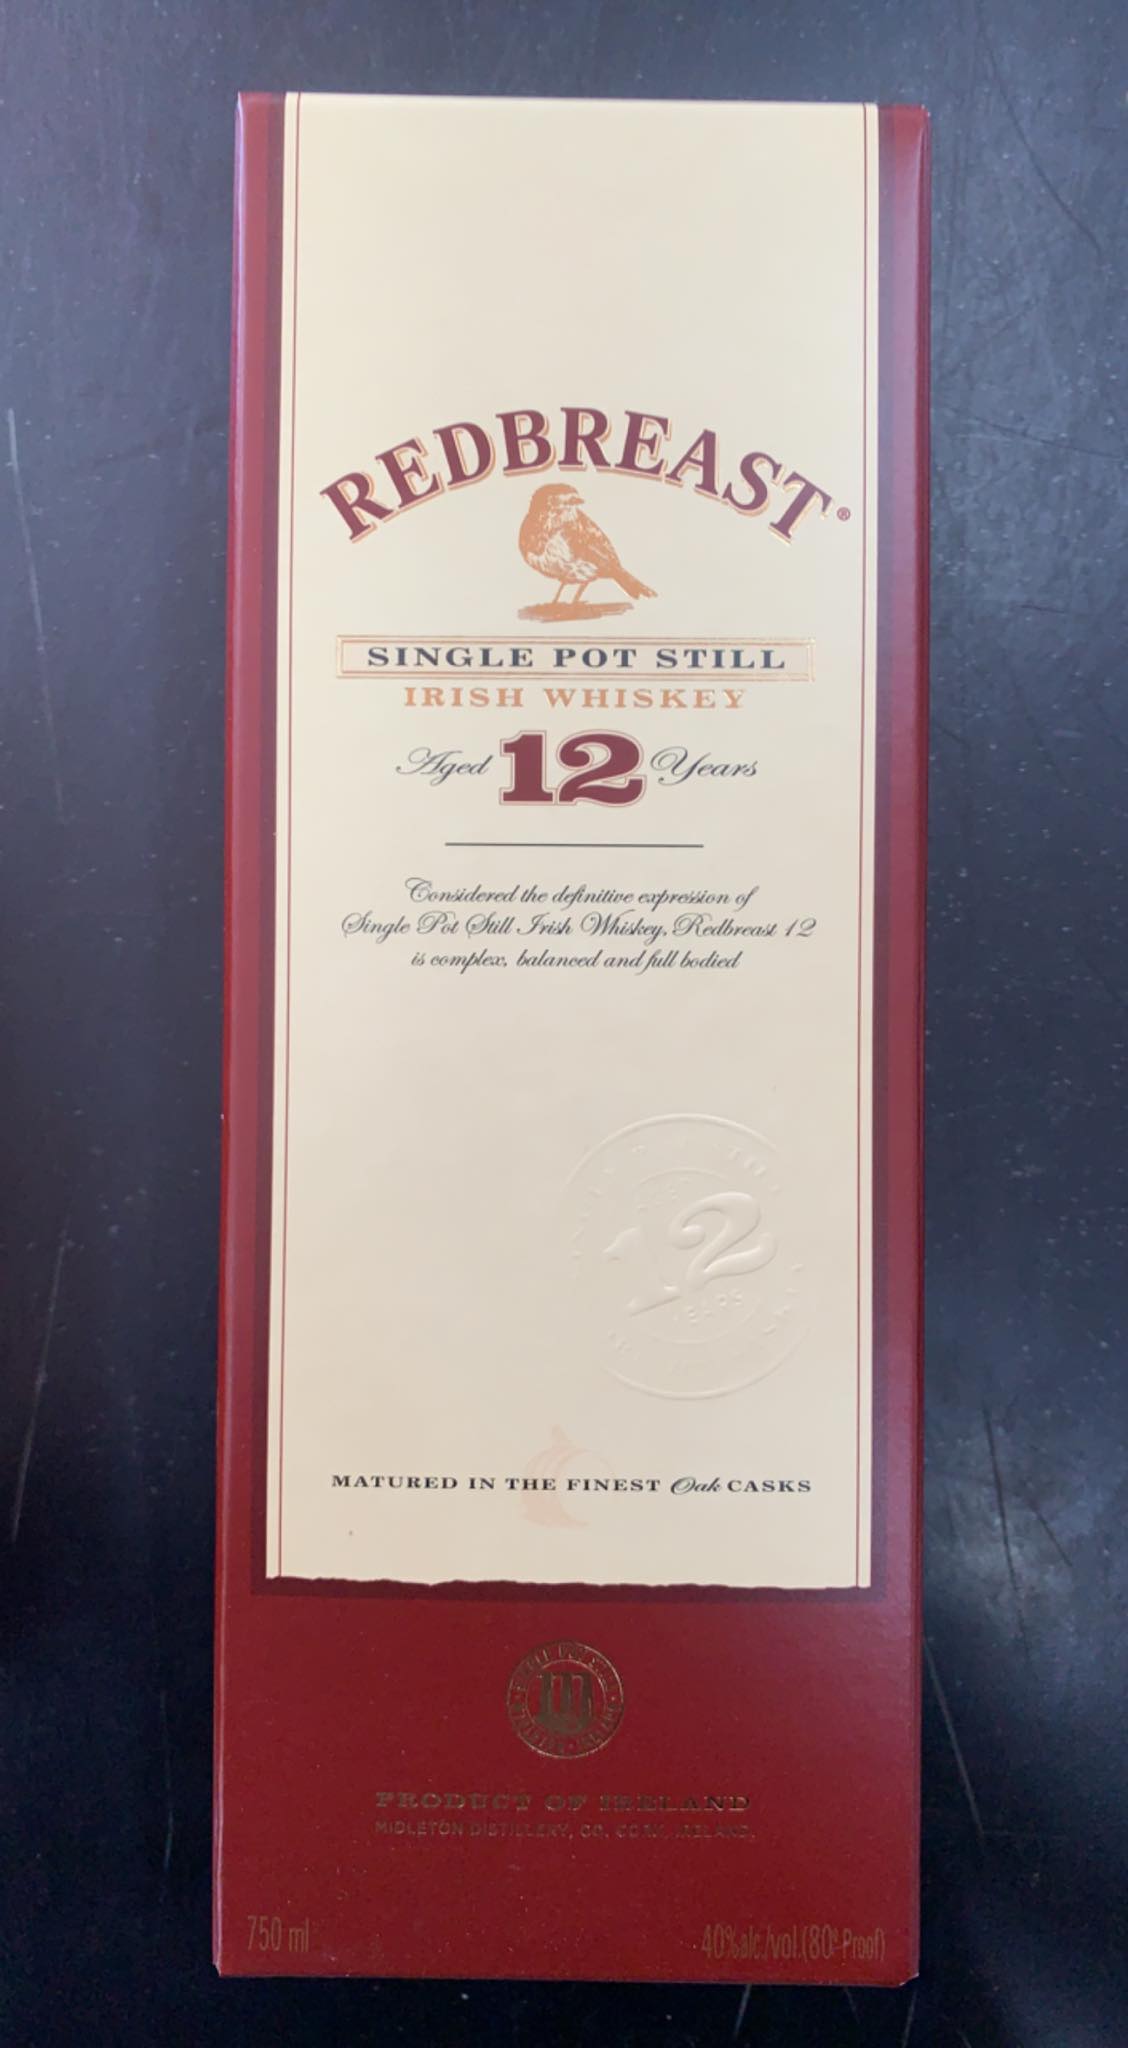 REDBREAST®
SINGLE POT STILL
IRISH WHISKEY
Aged 12 Years
Considered the definitive expression of
Single Pot Still Irish Whiskey, Redbreast 12
is complex, balanced and full bodied
12
YEARS
MATURED IN THE FINEST Oak CASKS
PRODUCT OF IRELAND
MIDLETON DISTILLERY, CO. CORK, IRELAND.
750 ml
40%alc./vol.(80° Proof)